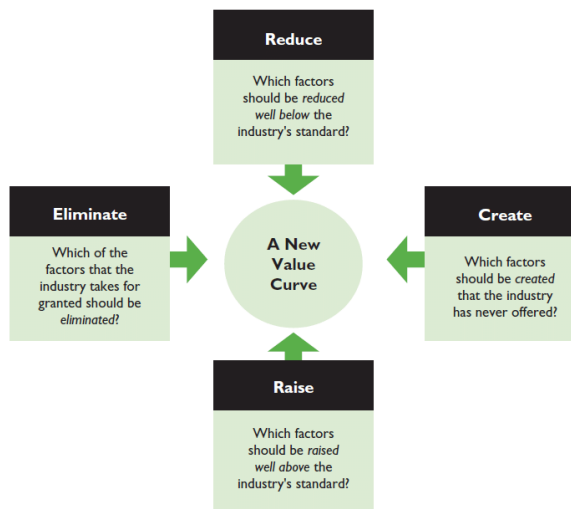 Reduce
Which factors
should be reduced
well below the
industry's standard?
Eliminate
Which of the
factors that the
industry takes for
granted should be
eliminated?
A New
Value
Curve
Create
Which factors
should be created
that the industry
has never offered?
Raise
Which factors
should be raised
well above the
industry's standard?